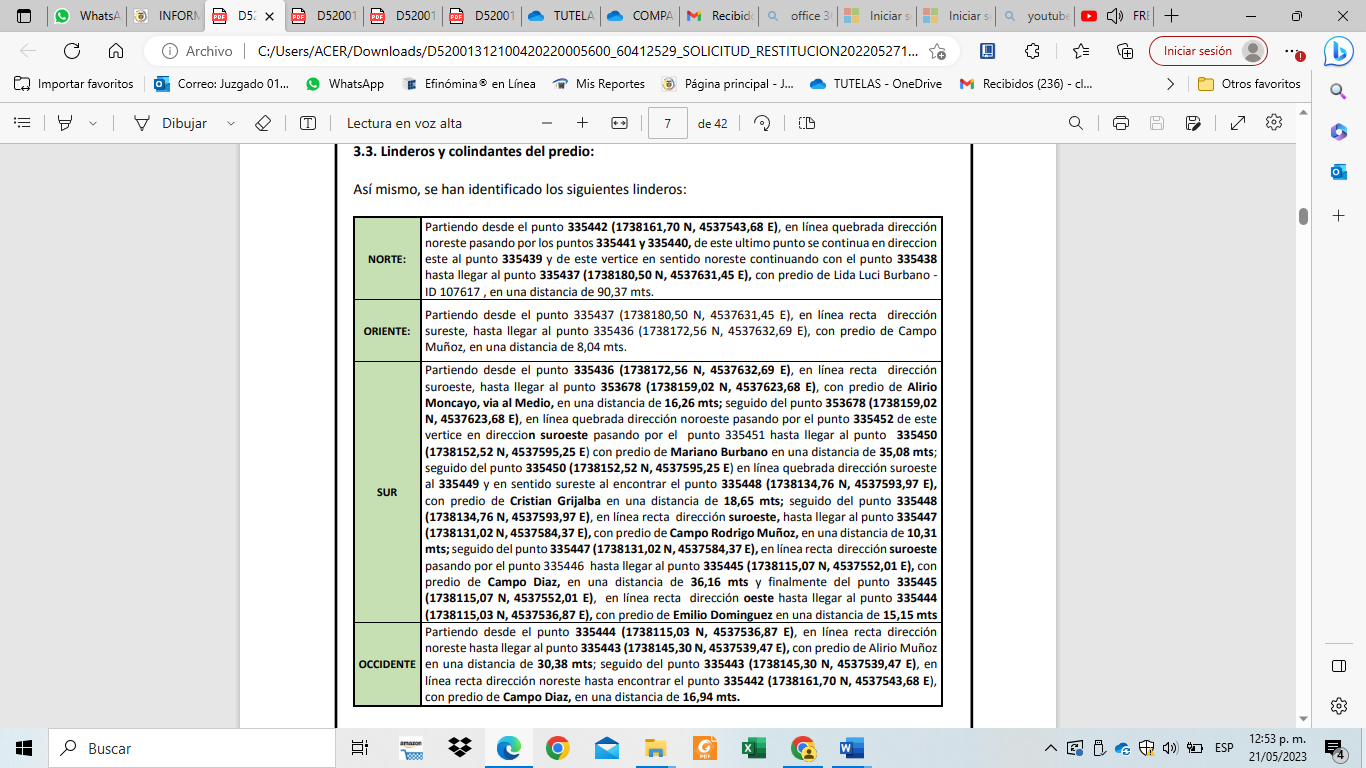 WhatsA
INFORM
D52
D52001
D52001
D52001
TUTELA
COMPA
Recibid
office 3
Iniciar s
Iniciar s
youtube
FRE
Archivo
C:/Users/ACER/Downloads/D52001312100420220005600_60412529_SOLICITUD_RESTITUCION202205271...
Iniciar sesión
Importar favoritos
Correo: Juzgado 01...
WhatsApp
Efinómina® en Línea
Mis Reportes
Página principal - J...
TUTELAS - OneDrive
Recibidos (236) - cl...
Otros favoritos
Dibujar
Lectura en voz alta
7
de 42
3.3. Linderos y colindantes del predio:
Así mismo, se han identificado los siguientes linderos:
NORTE:
Partiendo desde el punto 335442 (1738161,70 N, 4537543,68 E), en línea quebrada dirección
noreste pasando por los puntos 335441 y 335440, de este ultimo punto se continua en direccion
este al punto 335439 y de este vertice en sentido noreste continuando con el punto 335438
hasta llegar al punto 335437 (1738180,50 N, 4537631,45 E), con predio de Lida Luci Burbano -
ID 107617 , en una distancia de 90,37 mts.
ORIENTE:
Partiendo desde el punto 335437 (1738180,50 N, 4537631,45 E), en línea recta dirección
sureste, hasta llegar al punto 335436 (1738172,56 N, 4537632,69 E), con predio de Campo
Muñoz, en una distancia de 8,04 mts.
SUR
Partiendo desde el punto 335436 (1738172,56 N, 4537632,69 E), en línea recta dirección
suroeste, hasta llegar al punto 353678 (1738159,02 N, 4537623,68 E), con predio de Alirio
Moncayo, via al Medio, en una distancia de 16,26 mts; seguido del punto 353678 (1738159,02
N, 4537623,68 E), en línea quebrada dirección noroeste pasando por el punto 335452 de este
vertice en direccion suroeste pasando por el punto 335451 hasta llegar al punto 335450
(1738152,52 N, 4537595,25 E) con predio de Mariano Burbano en una distancia de 35,08 mts;
seguido del punto 335450 (1738152,52 N, 4537595,25 E) en línea quebrada dirección suroeste
al 335449 y en sentido sureste al encontrar el punto 335448 (1738134,76 N, 4537593,97 E),
con predio de Cristian Grijalba en una distancia de 18,65 mts; seguido del punto 335448
(1738134,76 N, 4537593,97 E), en línea recta dirección suroeste, hasta llegar al punto 335447
(1738131,02 N, 4537584,37 E), con predio de Campo Rodrigo Muñoz, en una distancia de 10,31
mts; seguido del punto 335447 (1738131,02 N, 4537584,37 E), en línea recta dirección suroeste
pasando por el punto 335446 hasta llegar al punto 335445 (1738115,07 N, 4537552,01 E), con
predio de Campo Diaz, en una distancia de 36,16 mts y finalmente del punto 335445
(1738115,07 N, 4537552,01 E), en línea recta dirección oeste hasta llegar al punto 335444
(1738115,03 N, 4537536,87 E), con predio de Emilio Dominguez en una distancia de 15,15 mts
OCCIDENTE
Partiendo desde el punto 335444 (1738115,03 N, 4537536,87 E), en línea recta dirección
noreste hasta llegar al punto 335443 (1738145,30 N, 4537539,47 E), con predio de Alirio Muñoz
en una distancia de 30,38 mts; seguido del punto 335443 (1738145,30 N, 4537539,47 E), en
línea recta dirección noreste hasta encontrar el punto 335442 (1738161,70 N, 4537543,68 E),
con predio de Campo Diaz, en una distancia de 16,94 mts.
Buscar
amazon
PDF
ESP
12:53 p. m.
21/05/2023
4